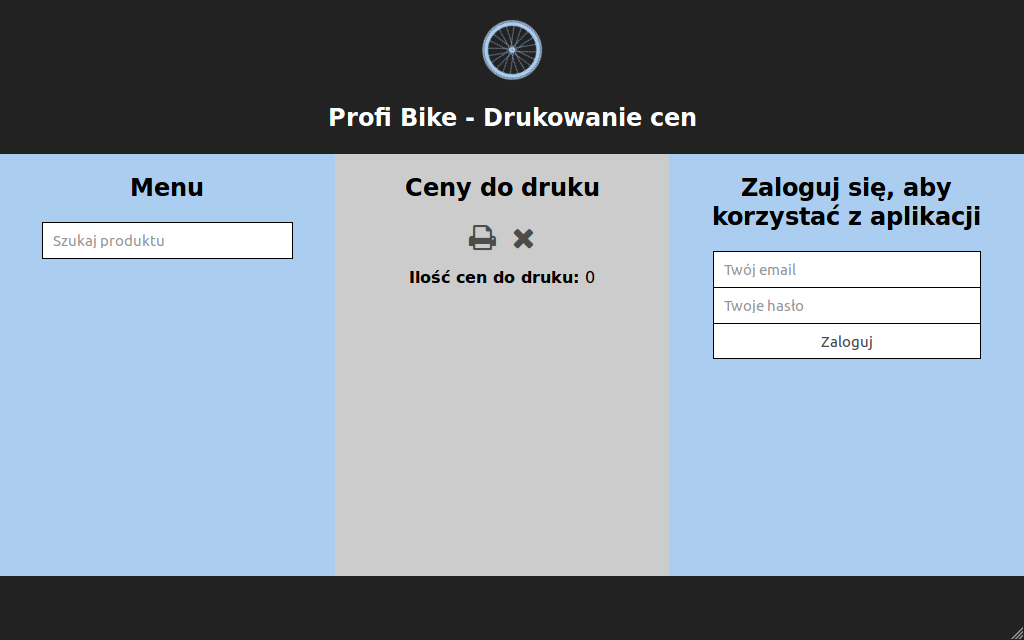 Profi Bike - Drukowanie cen
Menu
Szukaj produktu
Ceny do druku
Ilość cen do druku: 0
Zaloguj się, aby
korzystać z aplikacji
Twój email
Twoje hasło
Zaloguj